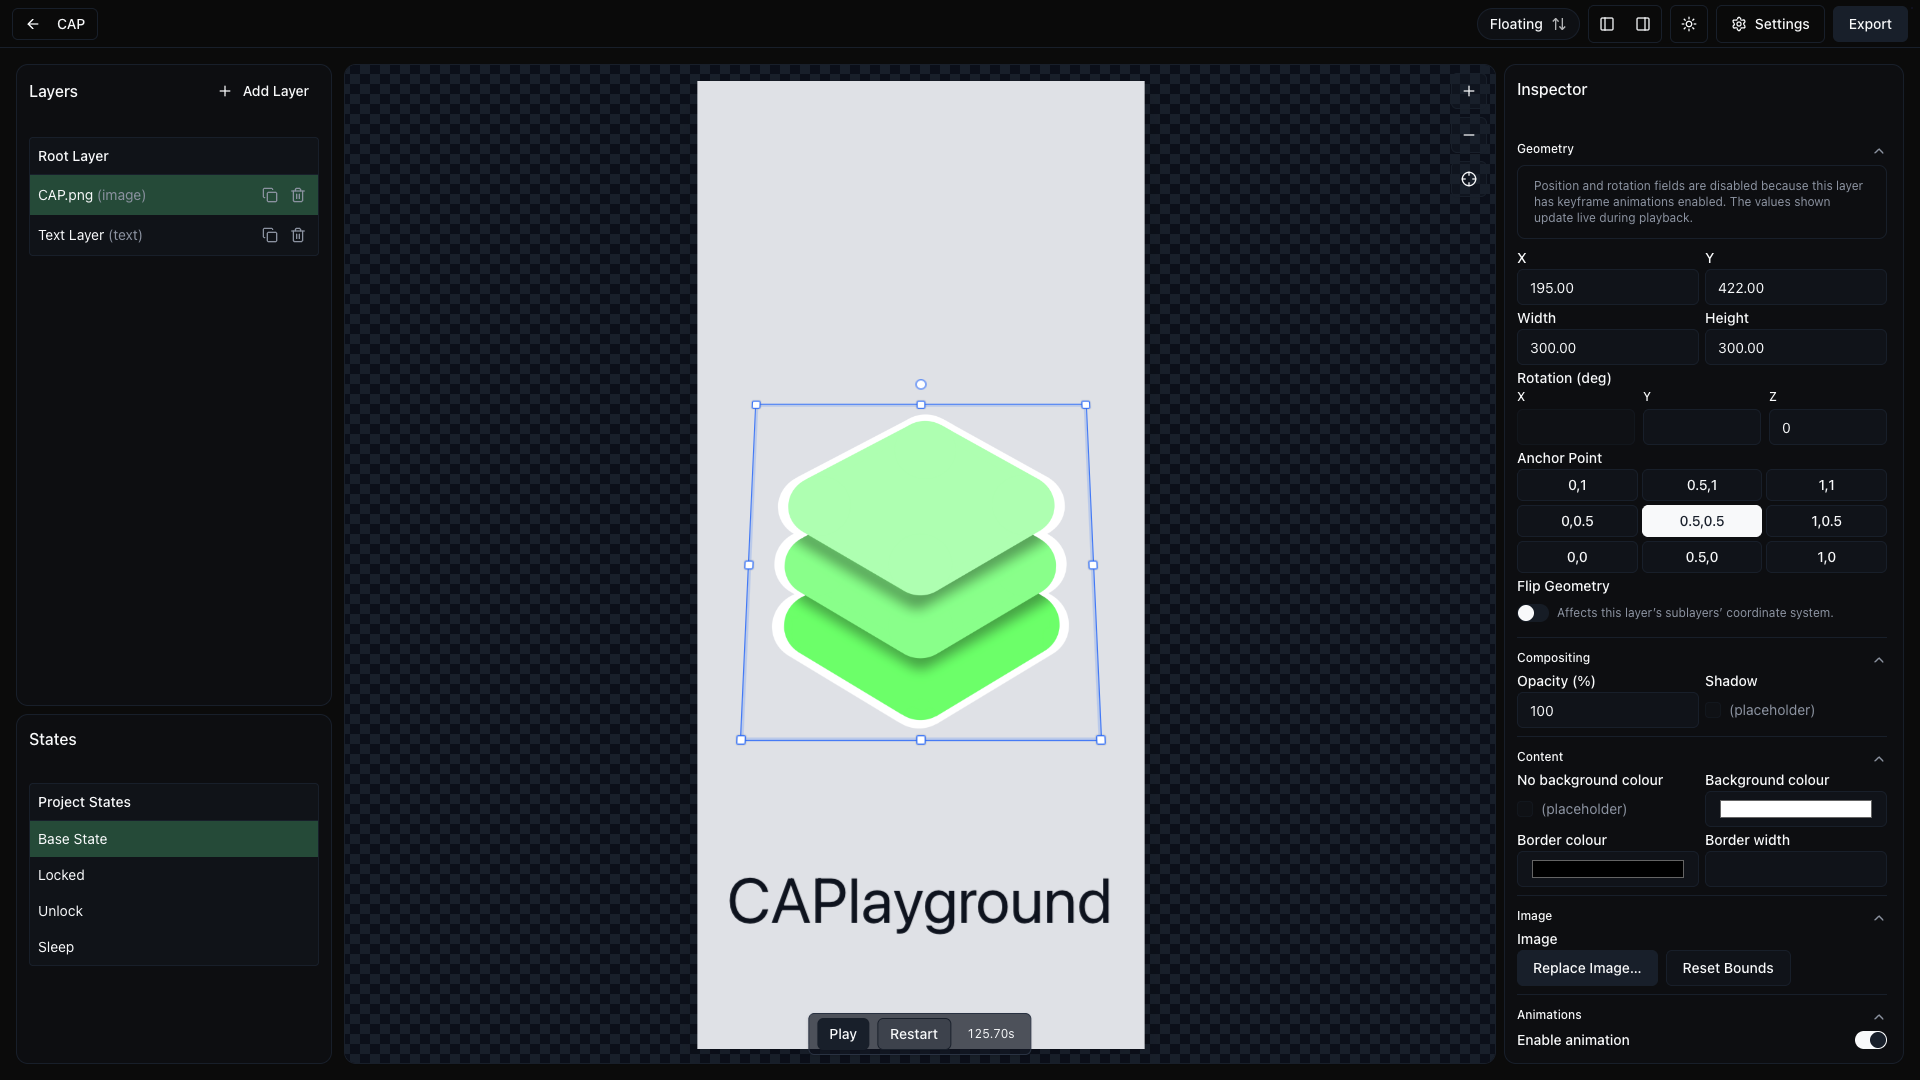 CAP
Floating
Settings
Export
Layers
Add Layer
Root Layer
CAP.png (image)
Text Layer (text)
States
Project States
Base State
Locked
Unlock
Sleep
CAPlayground
Play
Restart
125.70s
Inspector
Geometry
Position and rotation fields are disabled because this layer
has keyframe animations enabled. The values shown
update live during playback.
X
Y
195.00
422.00
Width
Height
300.00
300.00
Rotation (deg)
X
Y
Z
0
Anchor Point
0,1
0.5,1
1,1
0,0.5
0.5,0.5
1,0.5
0,0
0.5,0
1,0
Flip Geometry
Affects this layer's sublayers' coordinate system.
Compositing
Opacity (%)
Shadow
100
(placeholder)
Content
No background colour
Background colour
(placeholder)
Border colour
Border width
Image
Image
Replace Image...
Reset Bounds
Animations
Enable animation